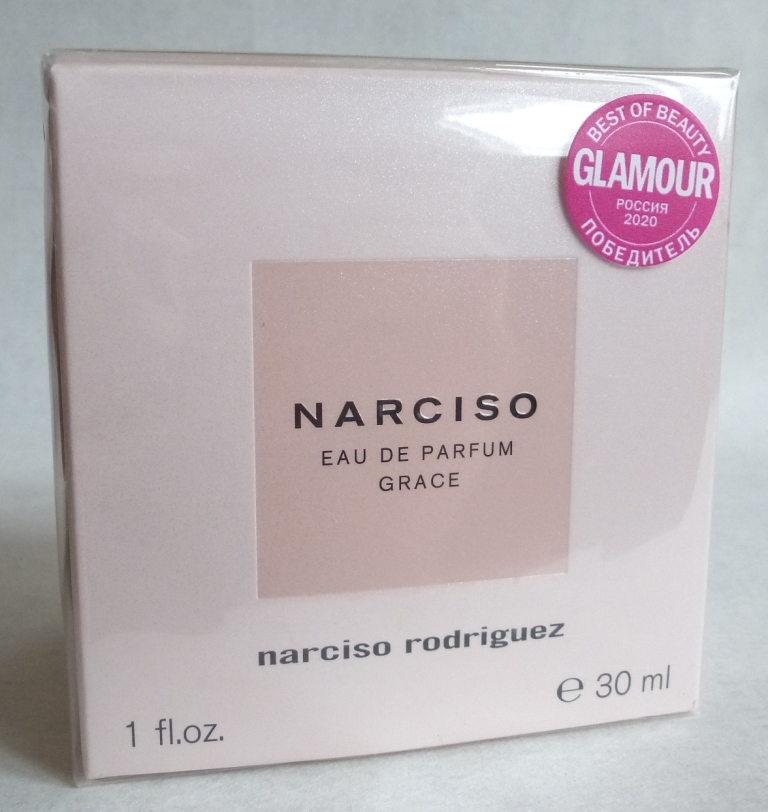 BEST OF BEAUTY
GLAMOUR
РОССИЯ
2020
ПОБЕДИТЕЛЬ
NARCISO
EAU DE PARFUM
GRACE
narciso rodriguez
℮ 30 ml
1 fl.oz.